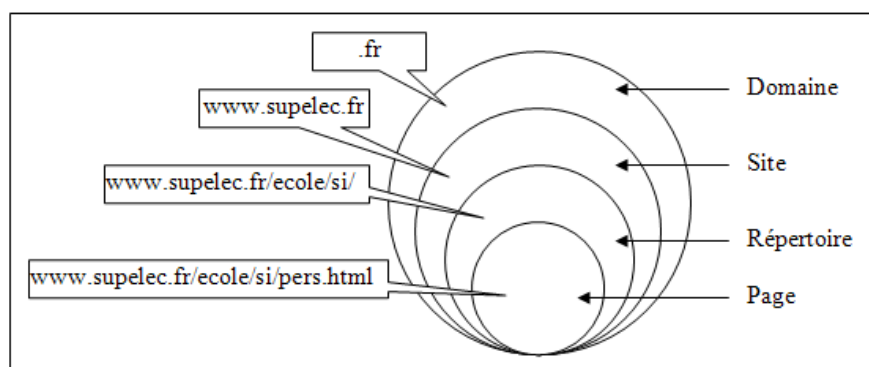 .fr
Domaine
www.supelec.fr
Site
www.supelec.fr/ecole/si/
Répertoire
www.supelec.fr/ecole/si/pers.html
Page